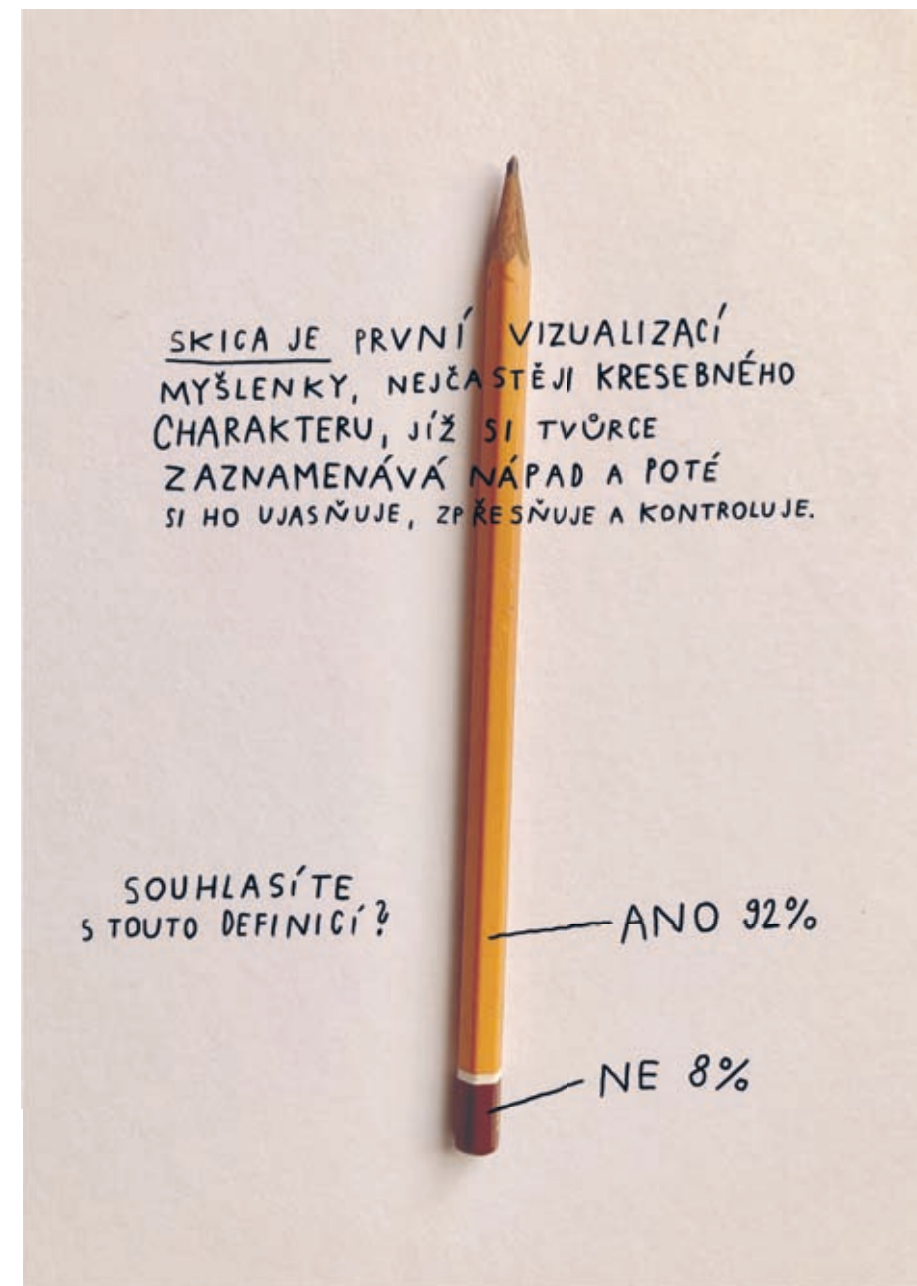 SKICA JE PRVNÍ VIZUALIZACÍ
MYŠLENKY, NEJČASTĚJI KRESEBNÉHO
CHARAKTERU, JÍŽ SI TVŮRCE
ZAZNAMENÁVÁ NÁPAD A POTÉ
SI HO UJASŇUJE, ZPŘESŇUJE A KONTROLUJE.
SOUHLASÍTE
S TOUTO DEFINICÍ?
ANO 92%
NE 8%